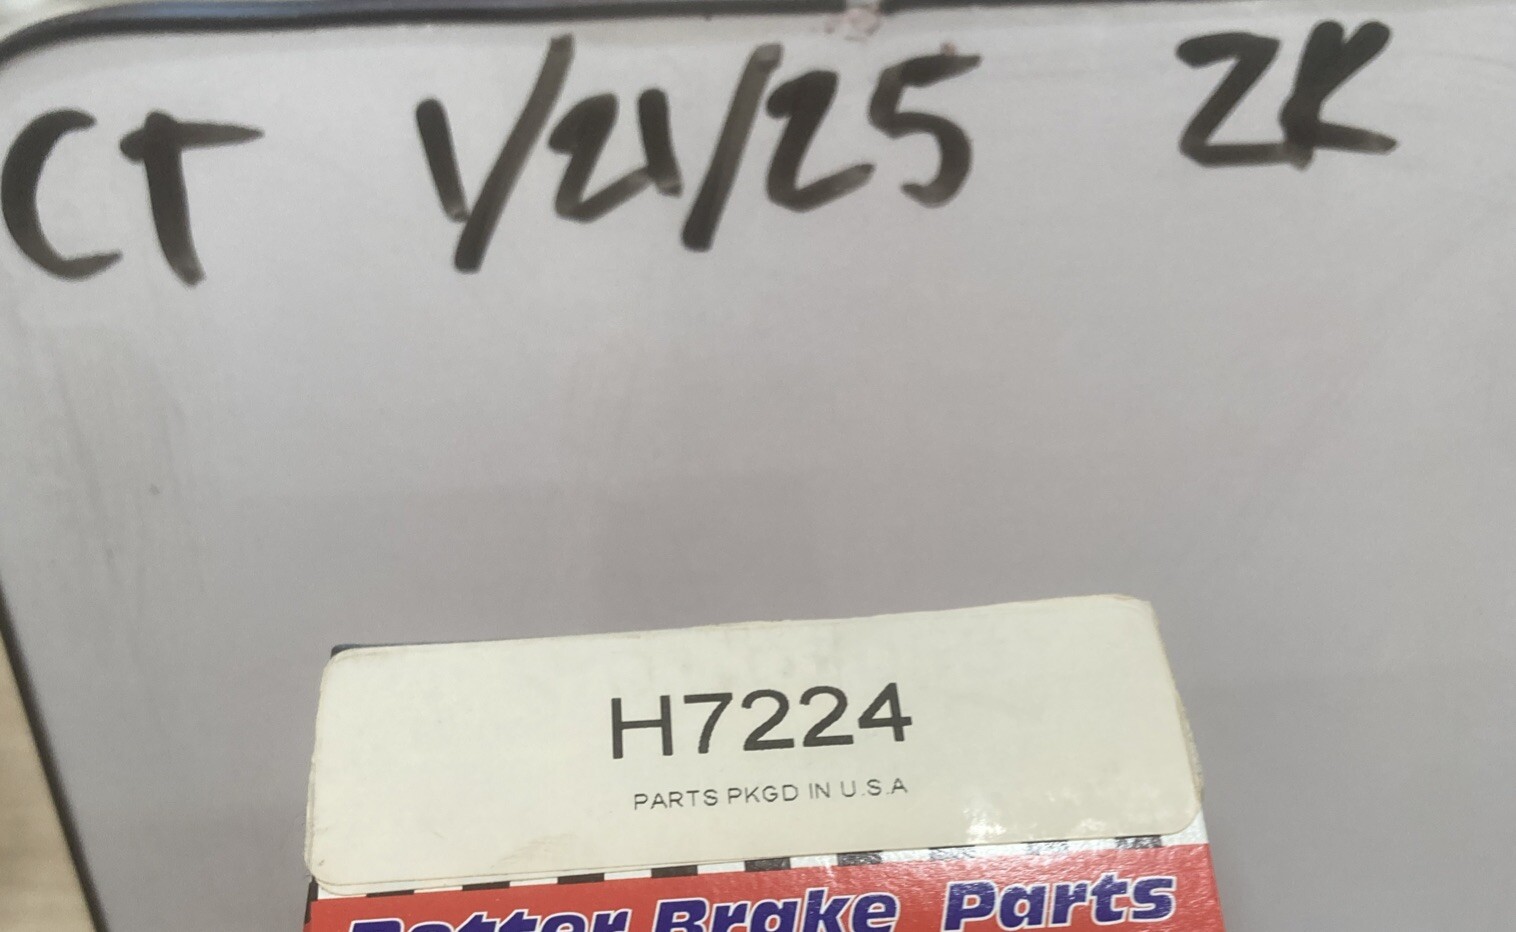 CT 1/21/25 ZK
H7224
PARTS PKGD IN U.S.A
Better Brake Parts